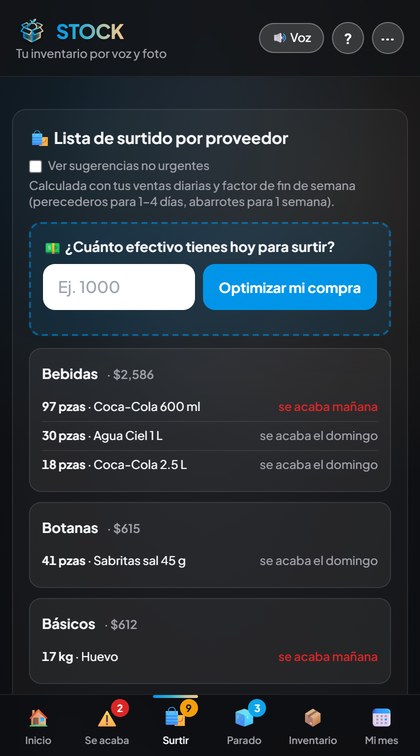 STOCK
Tu inventario por voz y foto
Voz
?
...
Lista de surtido por proveedor
Ver sugerencias no urgentes
Calculada con tus ventas diarias y factor de fin de semana
(perecederos para 1–4 días, abarrotes para 1 semana).
¿Cuánto efectivo tienes hoy para surtir?
Ej. 1000
Optimizar mi compra
Bebidas · $2,586
97 pzas · Coca-Cola 600 ml se acaba mañana
30 pzas · Agua Ciel 1 L se acaba el domingo
18 pzas · Coca-Cola 2.5 L se acaba el domingo
Botanas · $615
41 pzas · Sabritas sal 45 g se acaba el domingo
Básicos · $612
17 kg · Huevo se acaba mañana
2 9 3
Inicio Se acaba Surtir Parado Inventario Mi mes